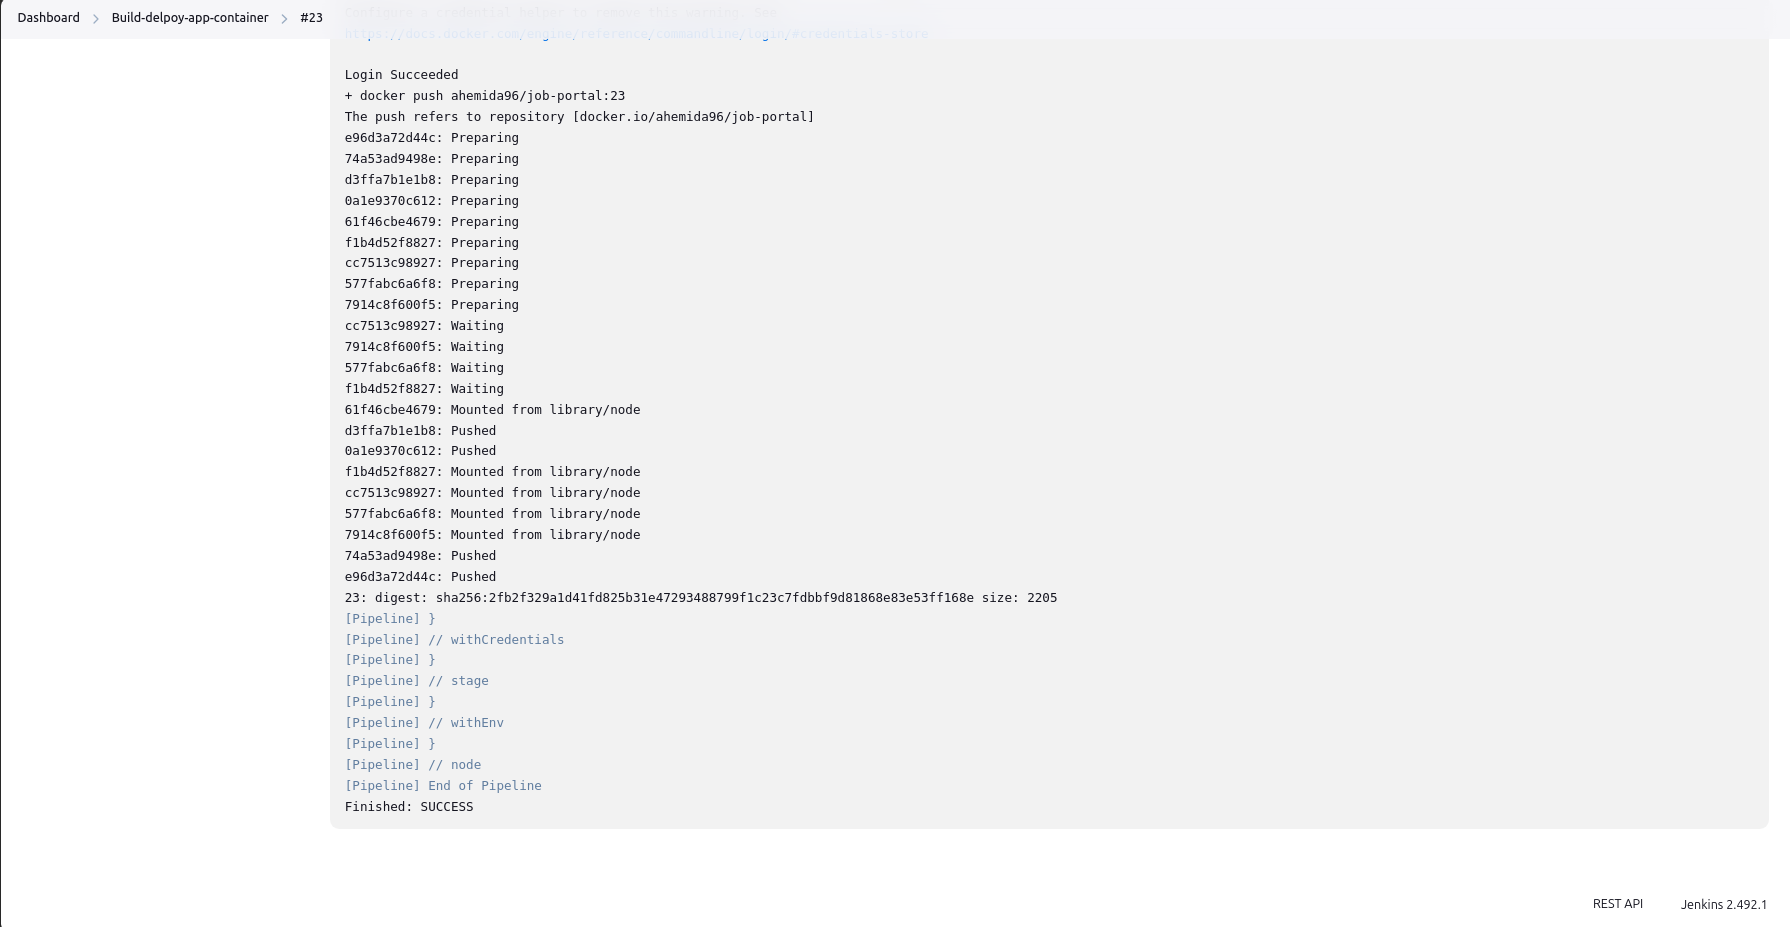 Dashboard > Build-delpoy-app-container > #23
Configure a credential helper to remove this warning. See
https://docs.docker.com/engine/reference/commandline/login/#credentials-store
Login Succeeded
+ docker push ahemida96/job-portal:23
The push refers to repository [docker.io/ahemida96/job-portal]
e96d3a72d44c: Preparing
74a53ad9498e: Preparing
d3ffa7b1e1b8: Preparing
0a1e9370c612: Preparing
61f46cbe4679: Preparing
f1b4d52f8827: Preparing
cc7513c98927: Preparing
577fabc6a6f8: Preparing
7914c8f600f5: Preparing
cc7513c98927: Waiting
7914c8f600f5: Waiting
577fabc6a6f8: Waiting
f1b4d52f8827: Waiting
61f46cbe4679: Mounted from library/node
d3ffa7b1e1b8: Pushed
0a1e9370c612: Pushed
f1b4d52f8827: Mounted from library/node
cc7513c98927: Mounted from library/node
577fabc6a6f8: Mounted from library/node
7914c8f600f5: Mounted from library/node
74a53ad9498e: Pushed
e96d3a72d44c: Pushed
23: digest: sha256:2fb2f329a1d41fd825b31e47293488799f1c23c7fdbbf9d81868e83e53ff168e size: 2205
[Pipeline] }
[Pipeline] // withCredentials
[Pipeline] }
[Pipeline] // stage
[Pipeline] }
[Pipeline] // withEnv
[Pipeline] }
[Pipeline] // node
[Pipeline] End of Pipeline
Finished: SUCCESS
REST API Jenkins 2.492.1